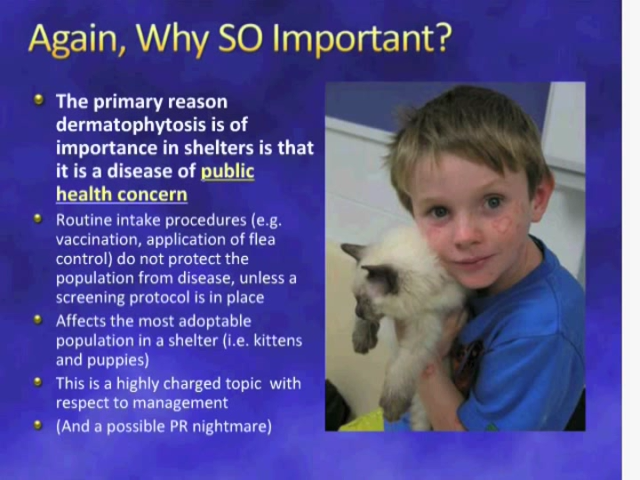 Again, Why SO Important?
The primary reason
dermatophytosis is of
importance in shelters is that
it is a disease of public
health concern
Routine intake procedures (e.g.
vaccination, application of flea
control) do not protect the
population from disease, unless a
screening protocol is in place
Affects the most adoptable
population in a shelter (i.e. kittens
and puppies)
This is a highly charged topic with
respect to management
(And a possible PR nightmare)